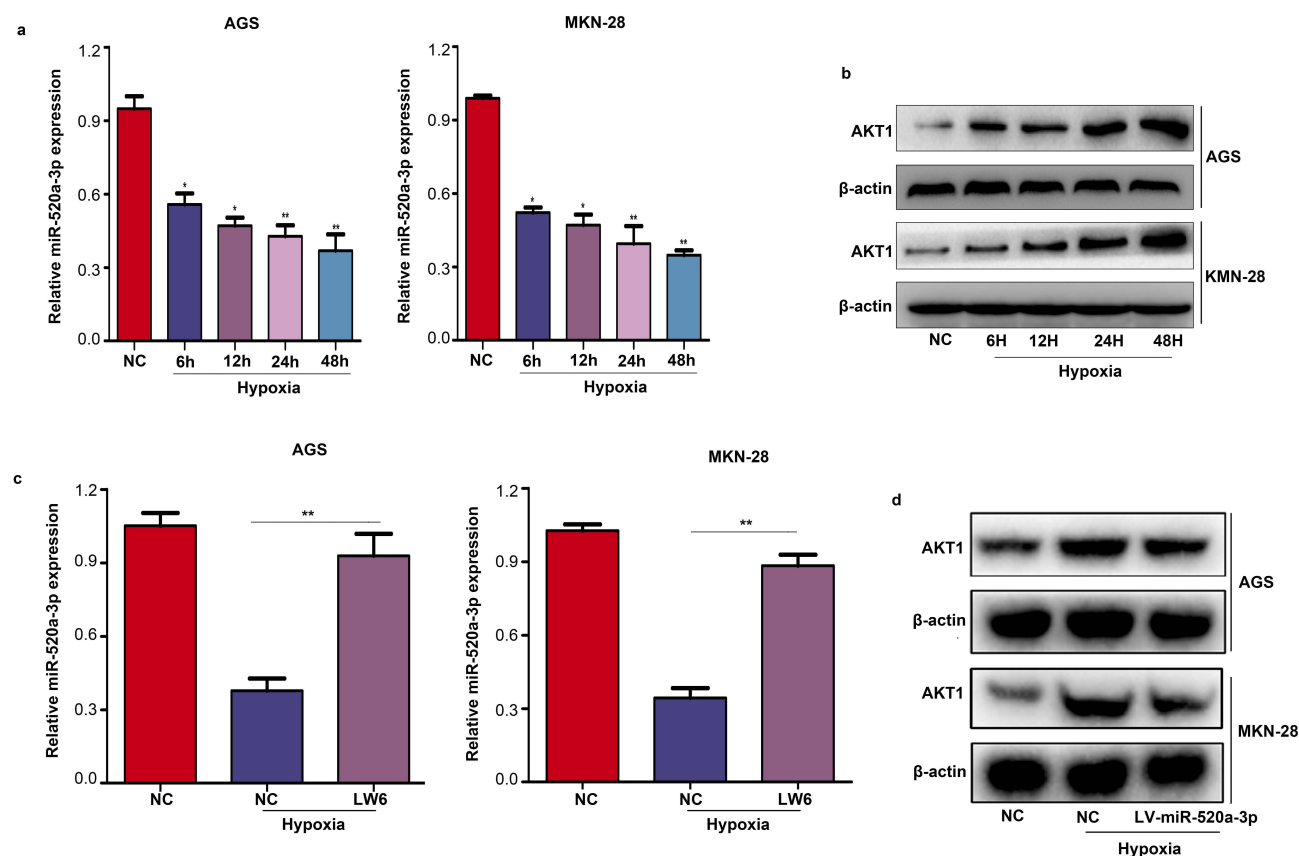 a
AGS
Relative miR-520a-3p expression
1.2
0.9
0.6
0.3
0.0
*
*
**
**
NC
6h
12h
24h
48h
Hypoxia
MKN-28
Relative miR-520a-3p expression
1.2
0.9
0.6
0.3
0.0
*
*
**
**
NC
6h
12h
24h
48h
Hypoxia
b
AKT1
β-actin
AGS
AKT1
β-actin
KMN-28
NC
6H
12H
24H
48H
Hypoxia
c
AGS
Relative miR-520a-3p expression
1.2
0.9
0.6
0.3
0.0
**
NC
NC
LW6
Hypoxia
MKN-28
Relative miR-520a-3p expression
1.2
0.9
0.6
0.3
0.0
**
NC
NC
LW6
Hypoxia
d
AKT1
β-actin
AGS
AKT1
β-actin
MKN-28
NC
NC
LV-miR-520a-3p
Hypoxia